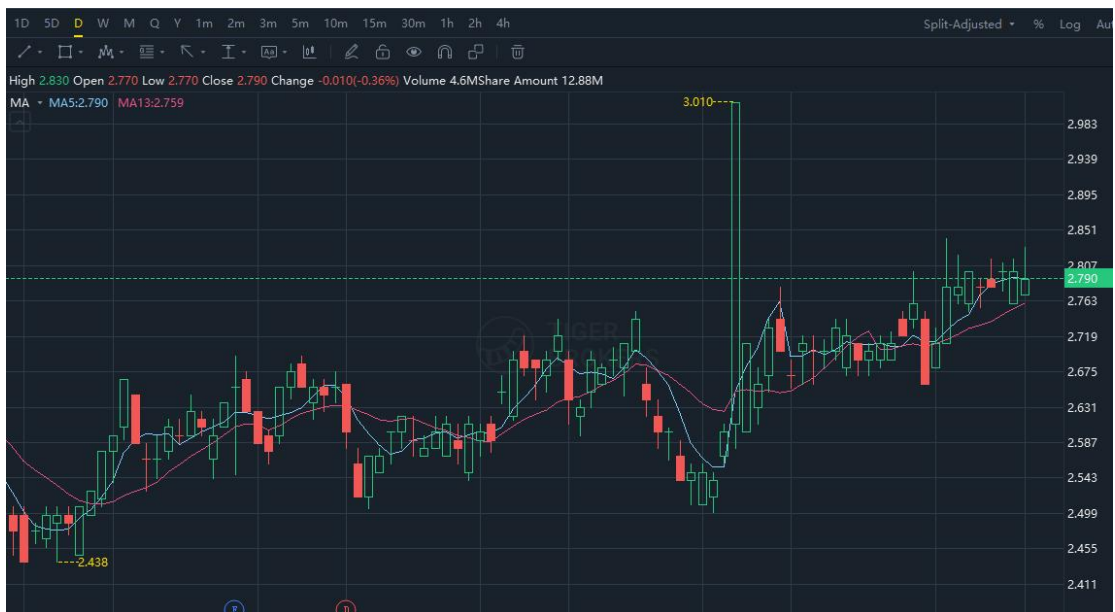 1D 5D D W M Q Y 1m 2m 3m 5m 10m 15m 30m 1h 2h 4h Split-Adjusted % Log Aut
Aa
High 2.830 Open 2.770 Low 2.770 Close 2.790 Change -0.010(-0.36%) Volume 4.6MShare Amount 12.88M
MA MA5:2.790 MA13:2.759
3.010
2.983
2.939
2.895
2.851
2.807
2.790
2.763
2.719
TIGER
BROKERS
2.675
2.631
2.587
2.543
2.499
2.455
2.438
2.411